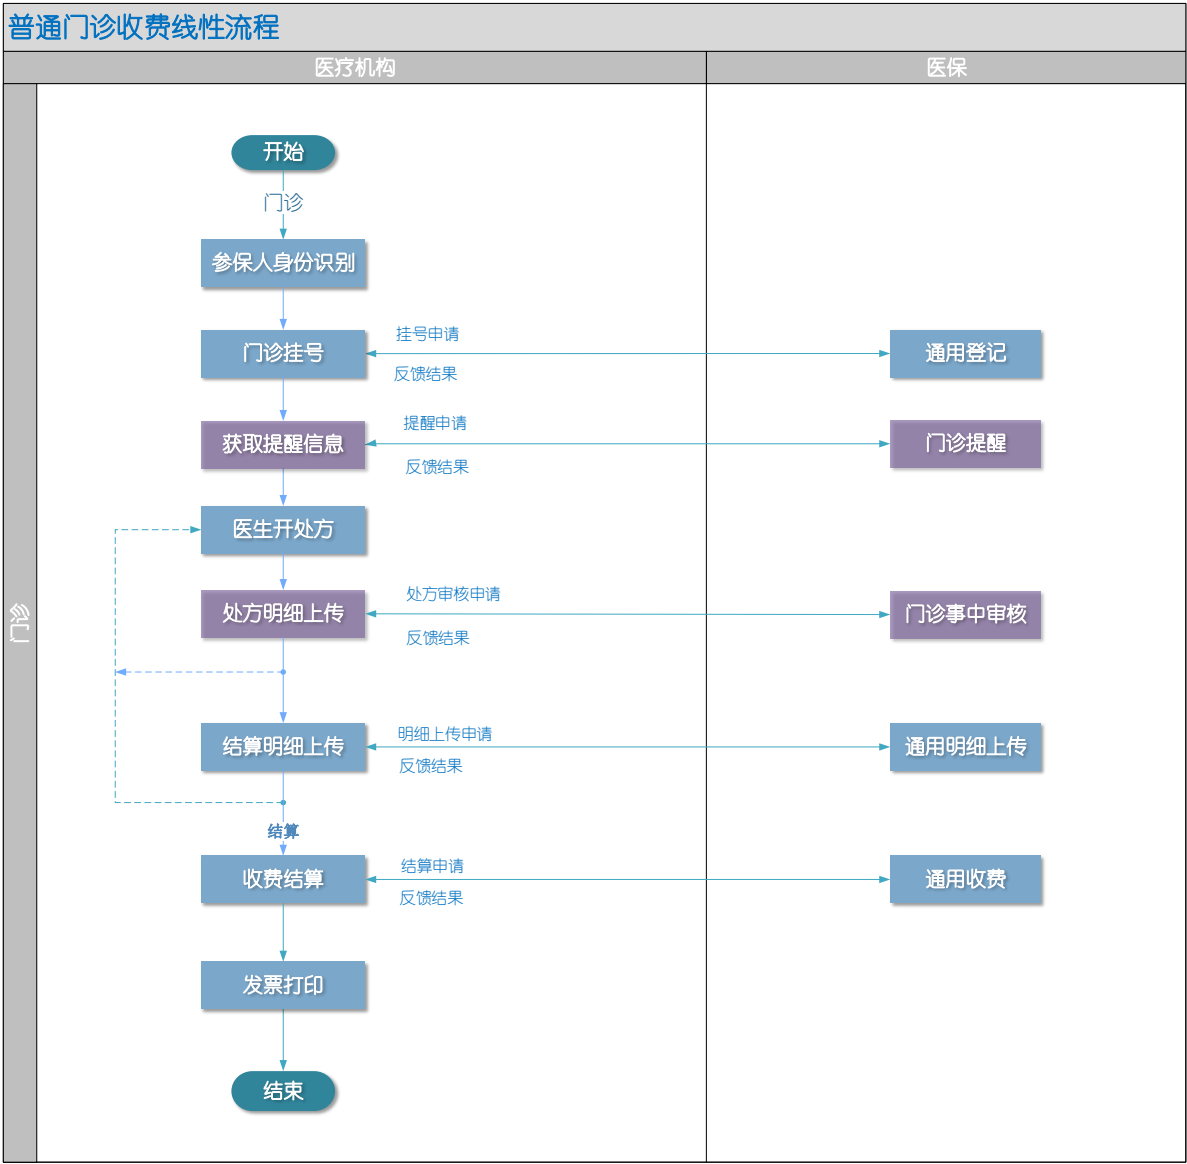 普通门诊收费线性流程
医疗机构
医保
门诊
开始
门诊
参保人身份识别
门诊挂号
挂号申请
反馈结果
通用登记
获取提醒信息
提醒申请
反馈结果
门诊提醒
医生开处方
处方明细上传
处方审核申请
反馈结果
门诊事中审核
结算明细上传
明细上传申请
反馈结果
通用明细上传
结算
收费结算
结算申请
反馈结果
通用收费
发票打印
结束